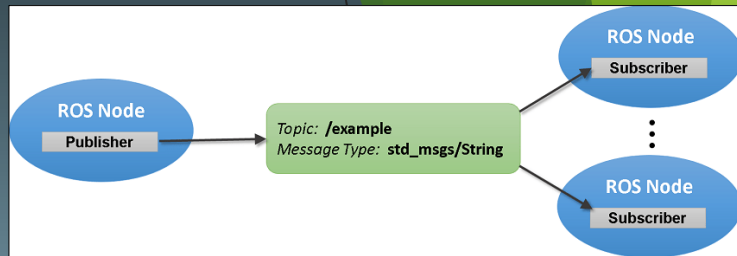 ROS Node
Publisher
Topic: /example
Message Type: std_msgs/String
ROS Node
Subscriber
ROS Node
Subscriber